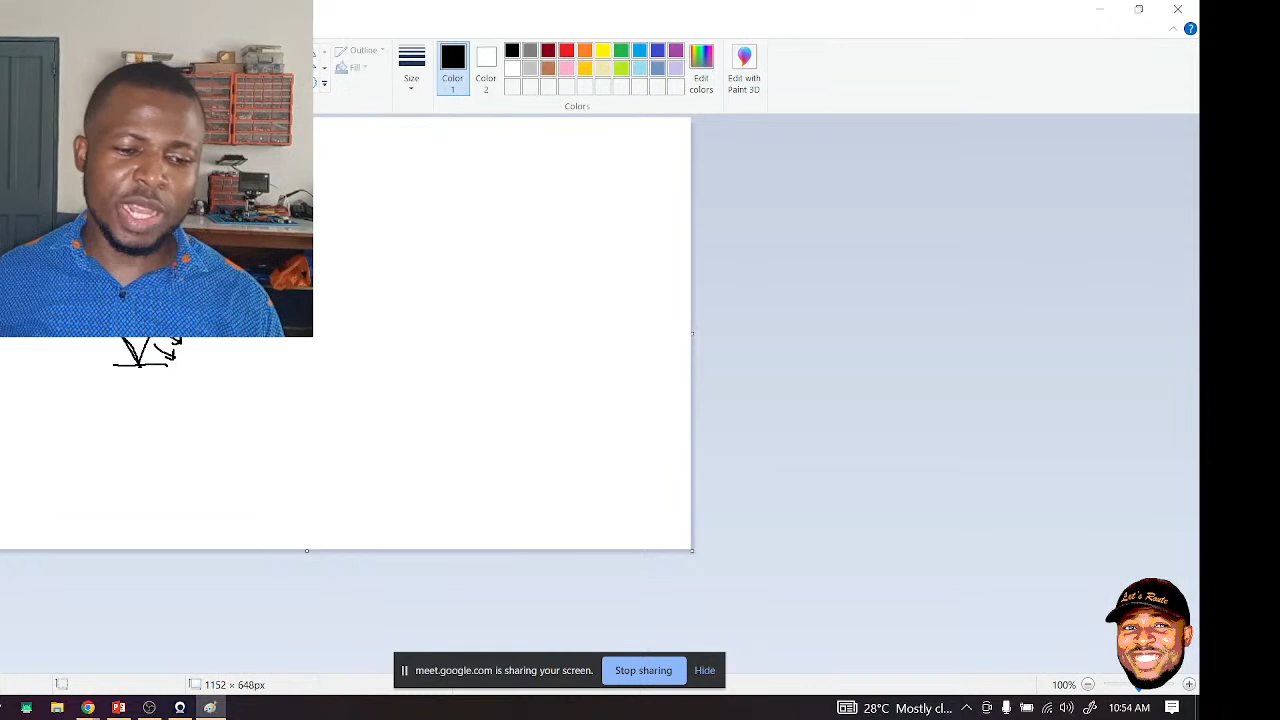 Outline
Fill
Size
Color
1
Color
2
Edit
colors
Edit with
Paint 3D
Colors
?
Let's Route
meet.google.com is sharing your screen.
Stop sharing
Hide
1152 × 648px
100%
28°C Mostly cl...
10:54 AM